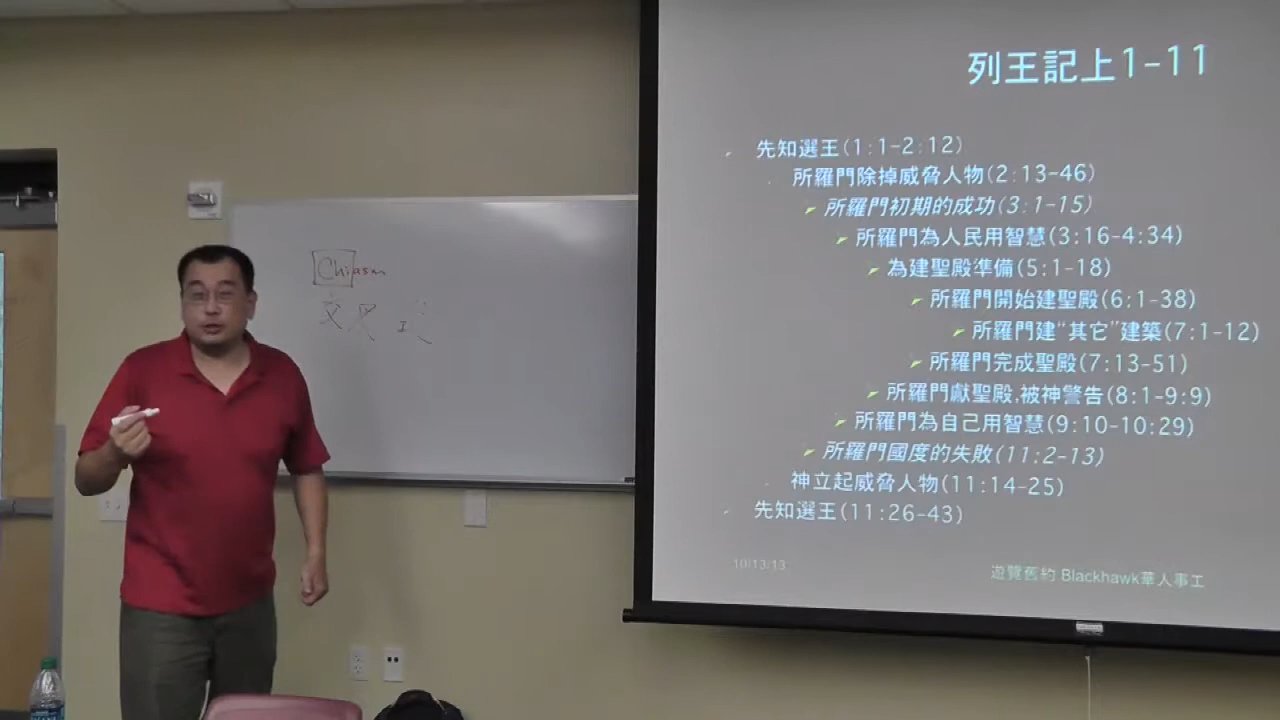 Chiasm
列王記上1-11
先知選王(1:1-2:12)
所羅門除掉威脅人物(2:13-46)
所羅門初期的成功(3:1-15)
所羅門為人民用智慧(3:16-4:34)
為建聖殿準備(5:1-18)
所羅門開始建聖殿(6:1-38)
所羅門建“其它”建築(7:1-12)
所羅門完成聖殿(7:13-51)
所羅門獻聖殿,被神警告(8:1-9:9)
所羅門為自己用智慧(9:10-10:29)
所羅門國度的失敗(11:2-13)
神立起威脅人物(11:14-25)
先知選王(11:26-43)
10/13/13
遊覽舊約 Blackhawk華人事工